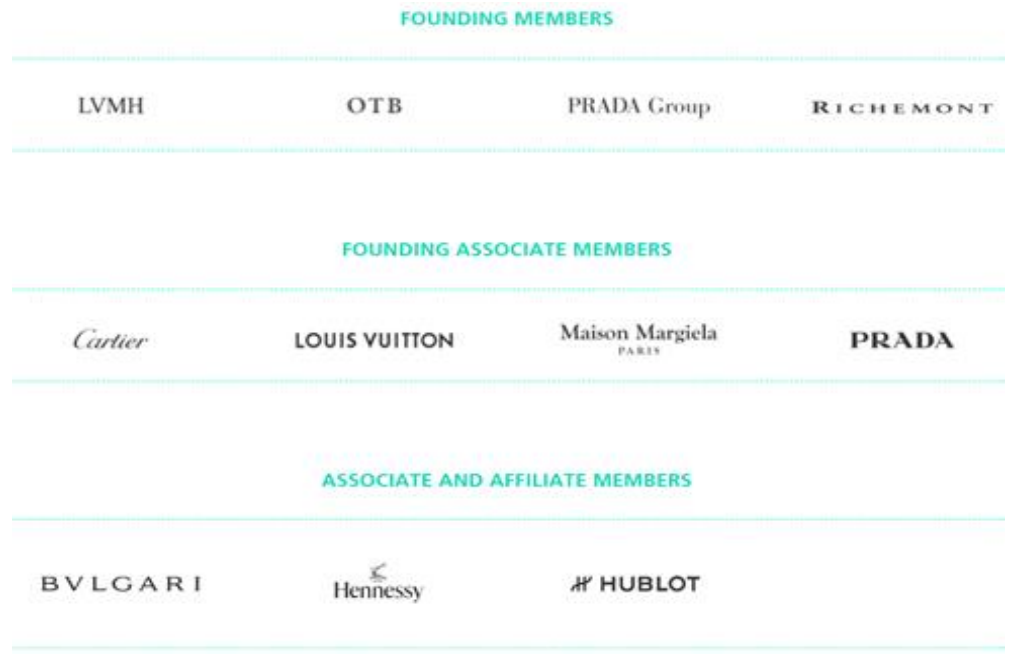 FOUNDING MEMBERS
LVMH OTB PRADA Group RICHEMONT
FOUNDING ASSOCIATE MEMBERS
Cartier LOUIS VUITTON Maison Margiela PRADA
PARIS
ASSOCIATE AND AFFILIATE MEMBERS
BVLGARI Hennessy HUBLOT